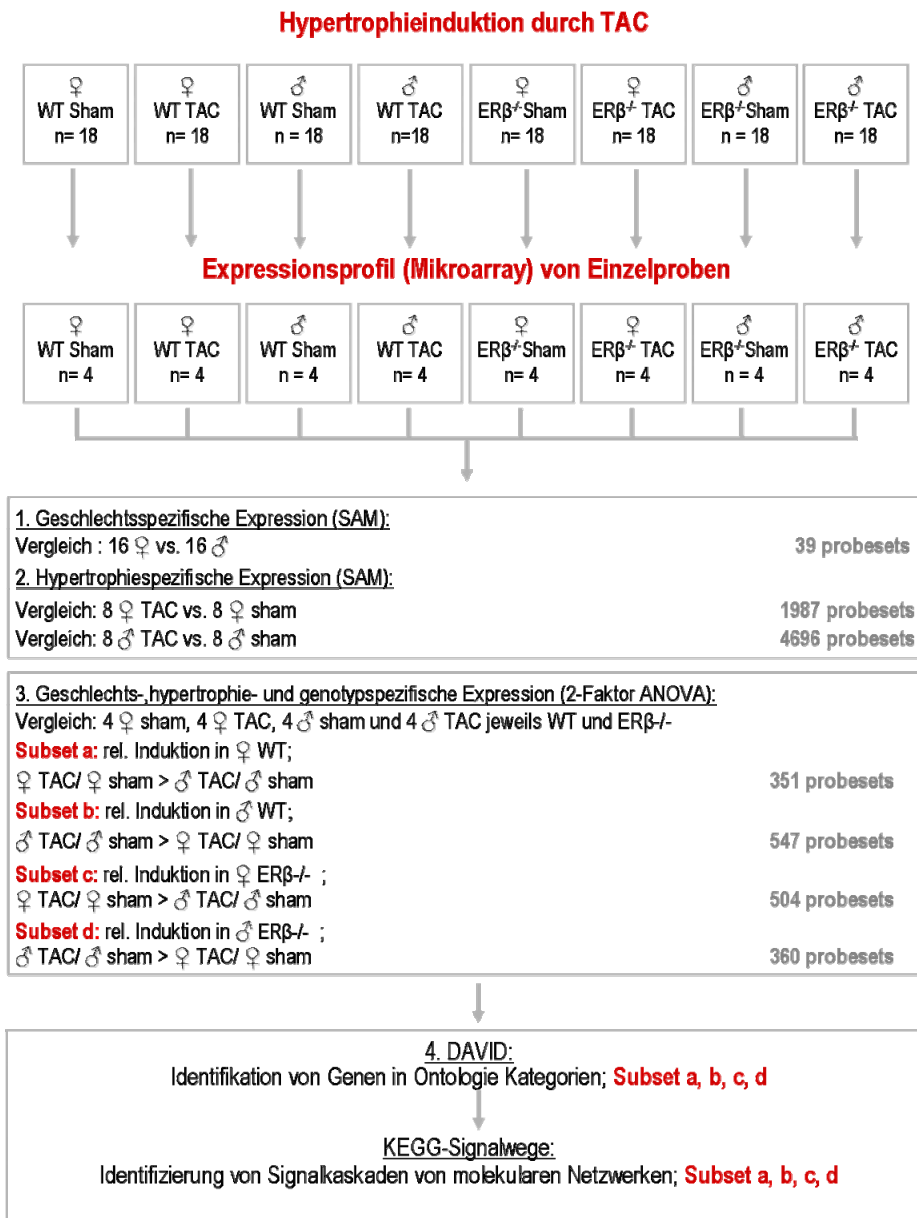 Hypertrophieinduktion durch TAC
♀ ♀ ♂ ♂ ♀ ♀ ♂ ♂
WT Sham WT TAC WT Sham WT TAC ERβ⁻/⁻Sham ERβ⁻/⁻ TAC ERβ⁻/⁻Sham ERβ⁻/⁻ TAC
n= 18 n= 18 n = 18 n=18 n= 18 n= 18 n= 18 n= 18
Expressionsprofil (Mikroarray) von Einzelproben
♀ ♀ ♂ ♂ ♀ ♀ ♂ ♂
WT Sham WT TAC WT Sham WT TAC ERβ⁻/⁻Sham ERβ⁻/⁻ TAC ERβ⁻/⁻Sham ERβ⁻/⁻ TAC
n= 4 n= 4 n= 4 n= 4 n= 4 n= 4 n= 4 n= 4
1. Geschlechtsspezifische Expression (SAM):
Vergleich : 16 ♀ vs. 16 ♂ 39 probesets
2. Hypertrophiespezifische Expression (SAM):
Vergleich: 8 ♀ TAC vs. 8 ♀ sham 1987 probesets
Vergleich: 8 ♂ TAC vs. 8 ♂ sham 4696 probesets
3. Geschlechts-,hypertrophie- und genotypspezifische Expression (2-Faktor ANOVA):
Vergleich: 4 ♀ sham, 4 ♀ TAC, 4 ♂ sham und 4 ♂ TAC jeweils WT und ERβ-/-
Subset a: rel. Induktion in ♀ WT;
♀ TAC/ ♀ sham > ♂ TAC/ ♂ sham 351 probesets
Subset b: rel. Induktion in ♂ WT;
♂ TAC/ ♂ sham > ♀ TAC/ ♀ sham 547 probesets
Subset c: rel. Induktion in ♀ ERβ-/- ;
♀ TAC/ ♀ sham > ♂ TAC/ ♂ sham 504 probesets
Subset d: rel. Induktion in ♂ ERβ-/- ;
♂ TAC/ ♂ sham > ♀ TAC/ ♀ sham 360 probesets
4. DAVID:
Identifikation von Genen in Ontologie Kategorien; Subset a, b, c, d
KEGG-Signalwege:
Identifizierung von Signalkaskaden von molekularen Netzwerken; Subset a, b, c, d